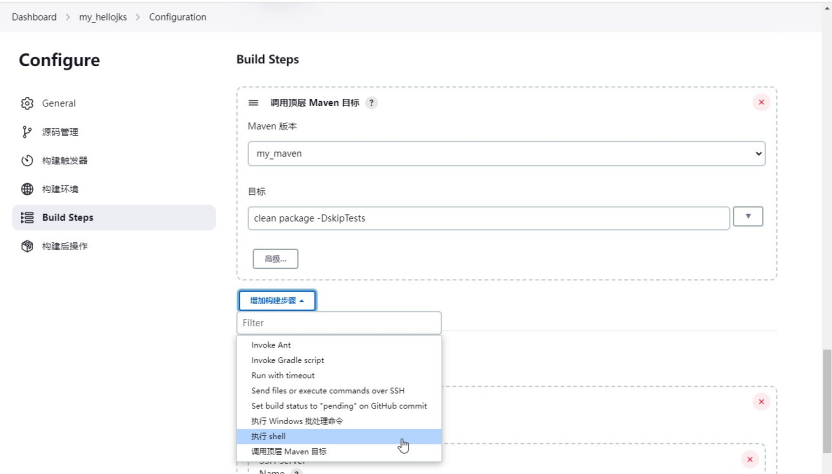 Dashboard > my_hellojks > Configuration
Configure
General
源码管理
构建触发器
构建环境
Build Steps
构建后操作
Build Steps
调用顶层 Maven 目标 ?
Maven 版本
my_maven
目标
clean package -DskipTests
高级...
增加构建步骤
Filter
Invoke Ant
Invoke Gradle script
Run with timeout
Send files or execute commands over SSH
Set build status to "pending" on GitHub commit
执行 Windows 批处理命令
执行 shell
调用顶层 Maven 目标
SSH Server
Name ?